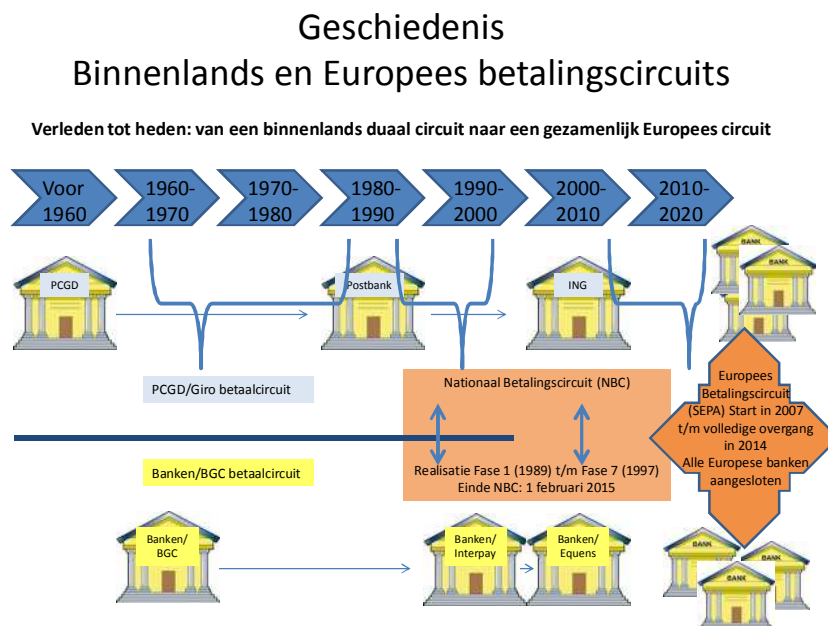 Geschiedenis
Binnenlands en Europees betalingscircuits
Verleden tot heden: van een binnenlands duaal circuit naar een gezamenlijk Europees circuit
Voor
1960
1960-
1970
1970-
1980
1980-
1990
1990-
2000
2000-
2010
2010-
2020
PCGD
Postbank
ING
BANK
BANK
PCGD/Giro betaalcircuit
Nationaal Betalingscircuit (NBC)
Europees
Betalingscircuit
(SEPA) Start in 2007
t/m volledige overgang
in 2014
Alle Europese banken
aangesloten
Banken/BGC betaalcircuit
Realisatie Fase 1 (1989) t/m Fase 7 (1997)
Einde NBC: 1 februari 2015
Banken/
BGC
Banken/
Interpay
Banken/
Equens
BANK
BANK
BANK